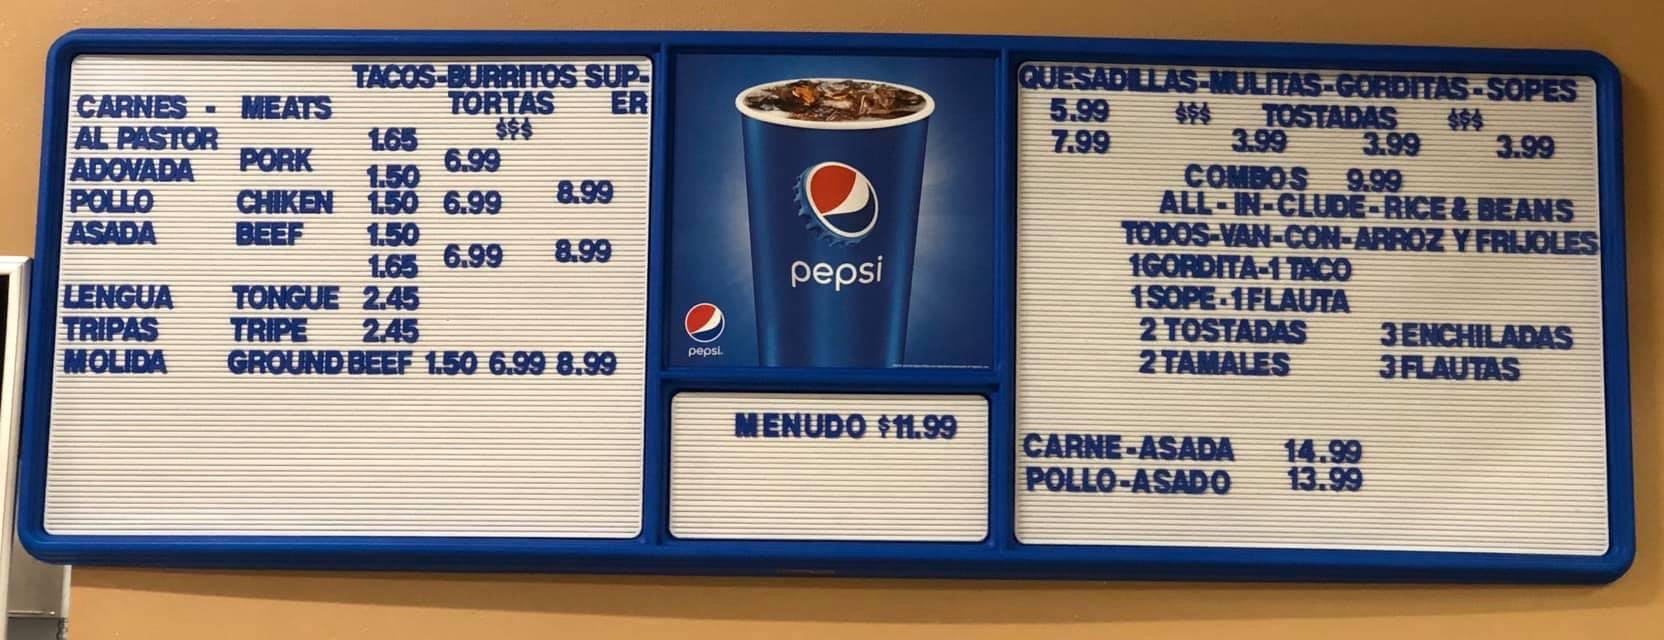 TACOS-BURRITOS SUP-
CARNES - MEATS TORTAS ER
$$$
AL PASTOR 1.65
PORK 6.99
ADOVADA 1.50
8.99
POLLO CHIKEN 1.50 6.99
ASADA BEEF 1.50
6.99 8.99
1.65
LENGUA TONGUE 2.45
TRIPAS TRIPE 2.45
MOLIDA GROUND BEEF 1.50 6.99 8.99
pepsi
pepsi.
MENUDO $11.99
QUESADILLAS-MULITAS-GORDITAS-SOPES
5.99 $$$ TOSTADAS $$$
7.99 3.99 3.99 3.99
COMBOS 9.99
ALL-IN-CLUDE-RICE & BEANS
TODOS-VAN-CON-ARROZ Y FRIJOLES
1 GORDITA-1 TACO
1 SOPE-1 FLAUTA
2 TOSTADAS 3 ENCHILADAS
2 TAMALES 3 FLAUTAS
CARNE-ASADA 14.99
POLLO-ASADO 13.99